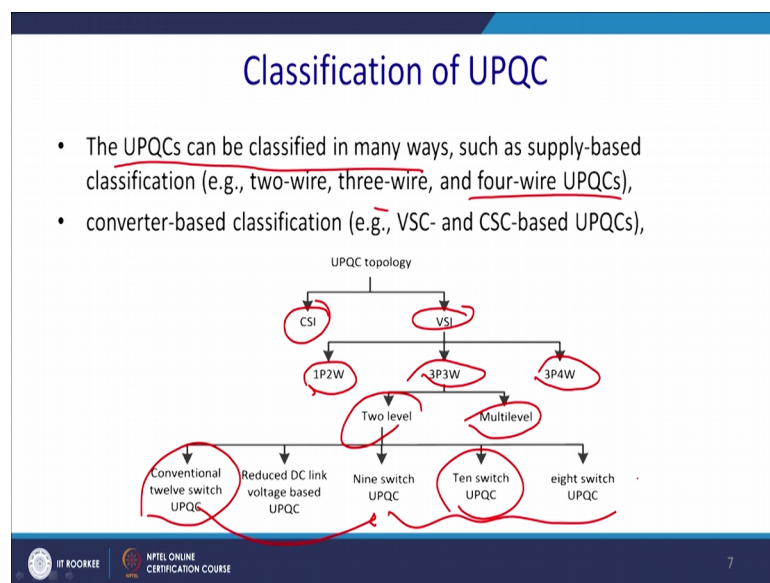 Classification of UPQC
• The UPQCs can be classified in many ways, such as supply-based
classification (e.g., two-wire, three-wire, and four-wire UPQCs),
• converter-based classification (e.g., VSC- and CSC-based UPQCs),
UPQC topology
CSI VSI
1P2W 3P3W 3P4W
Two level Multilevel
Conventional twelve switch UPQC
Reduced DC link voltage based UPQC
Nine switch UPQC
Ten switch UPQC
eight switch UPQC
IIT ROORKEE
NPTEL ONLINE
CERTIFICATION COURSE
7